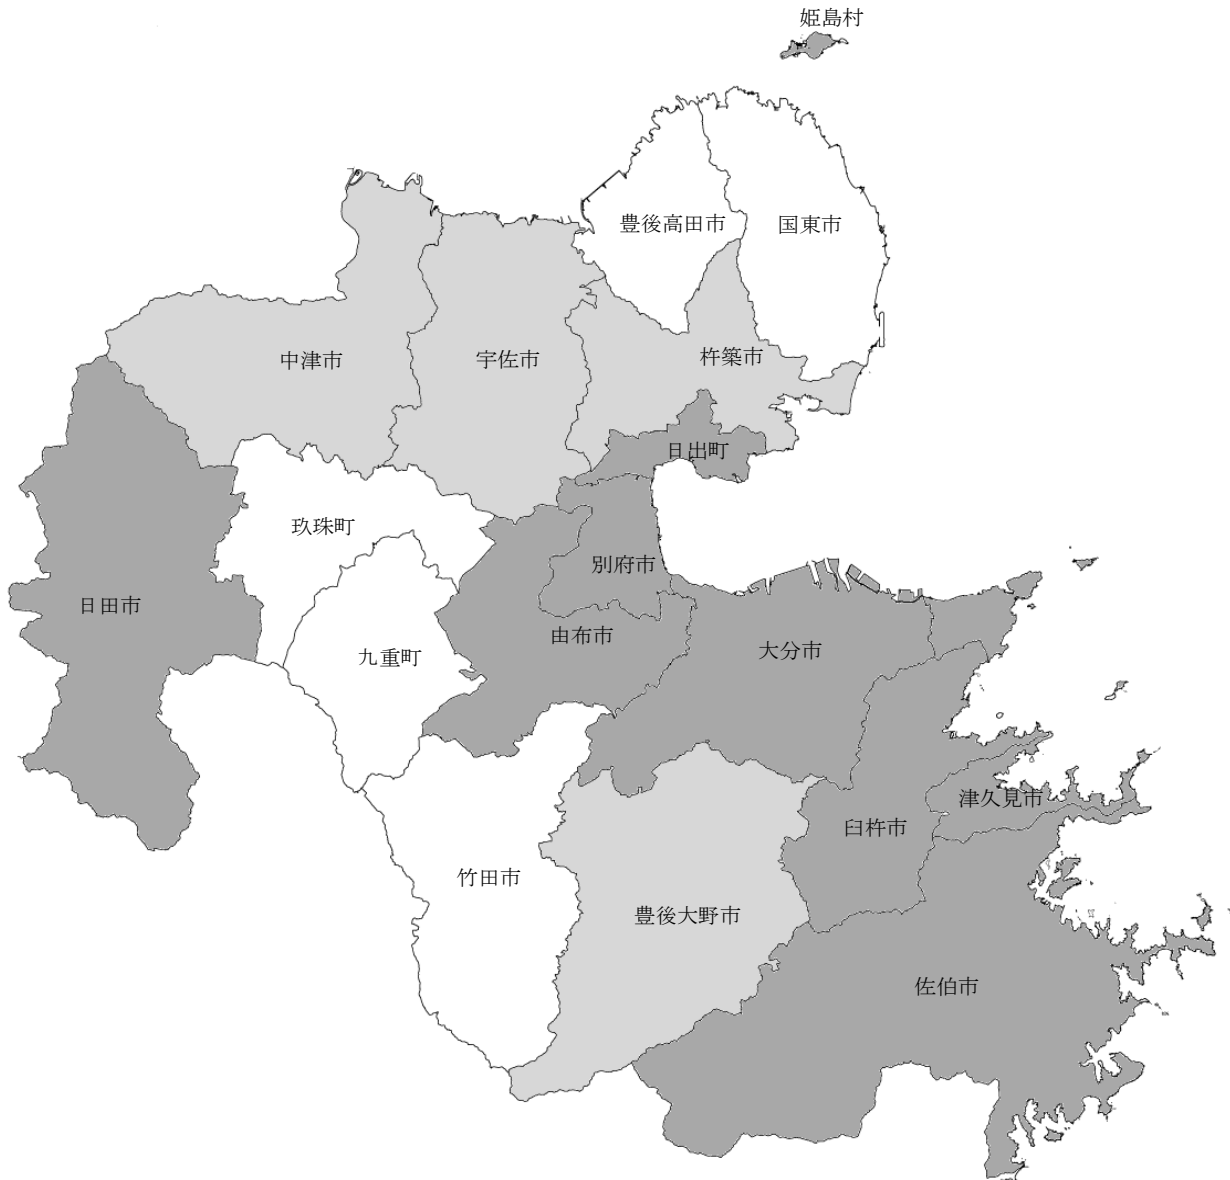 姫島村
豊後高田市
国東市
中津市
宇佐市
杵築市
日出町
玖珠町
別府市
日田市
由布市
大分市
九重町
津久見市
臼杵市
竹田市
豊後大野市
佐伯市